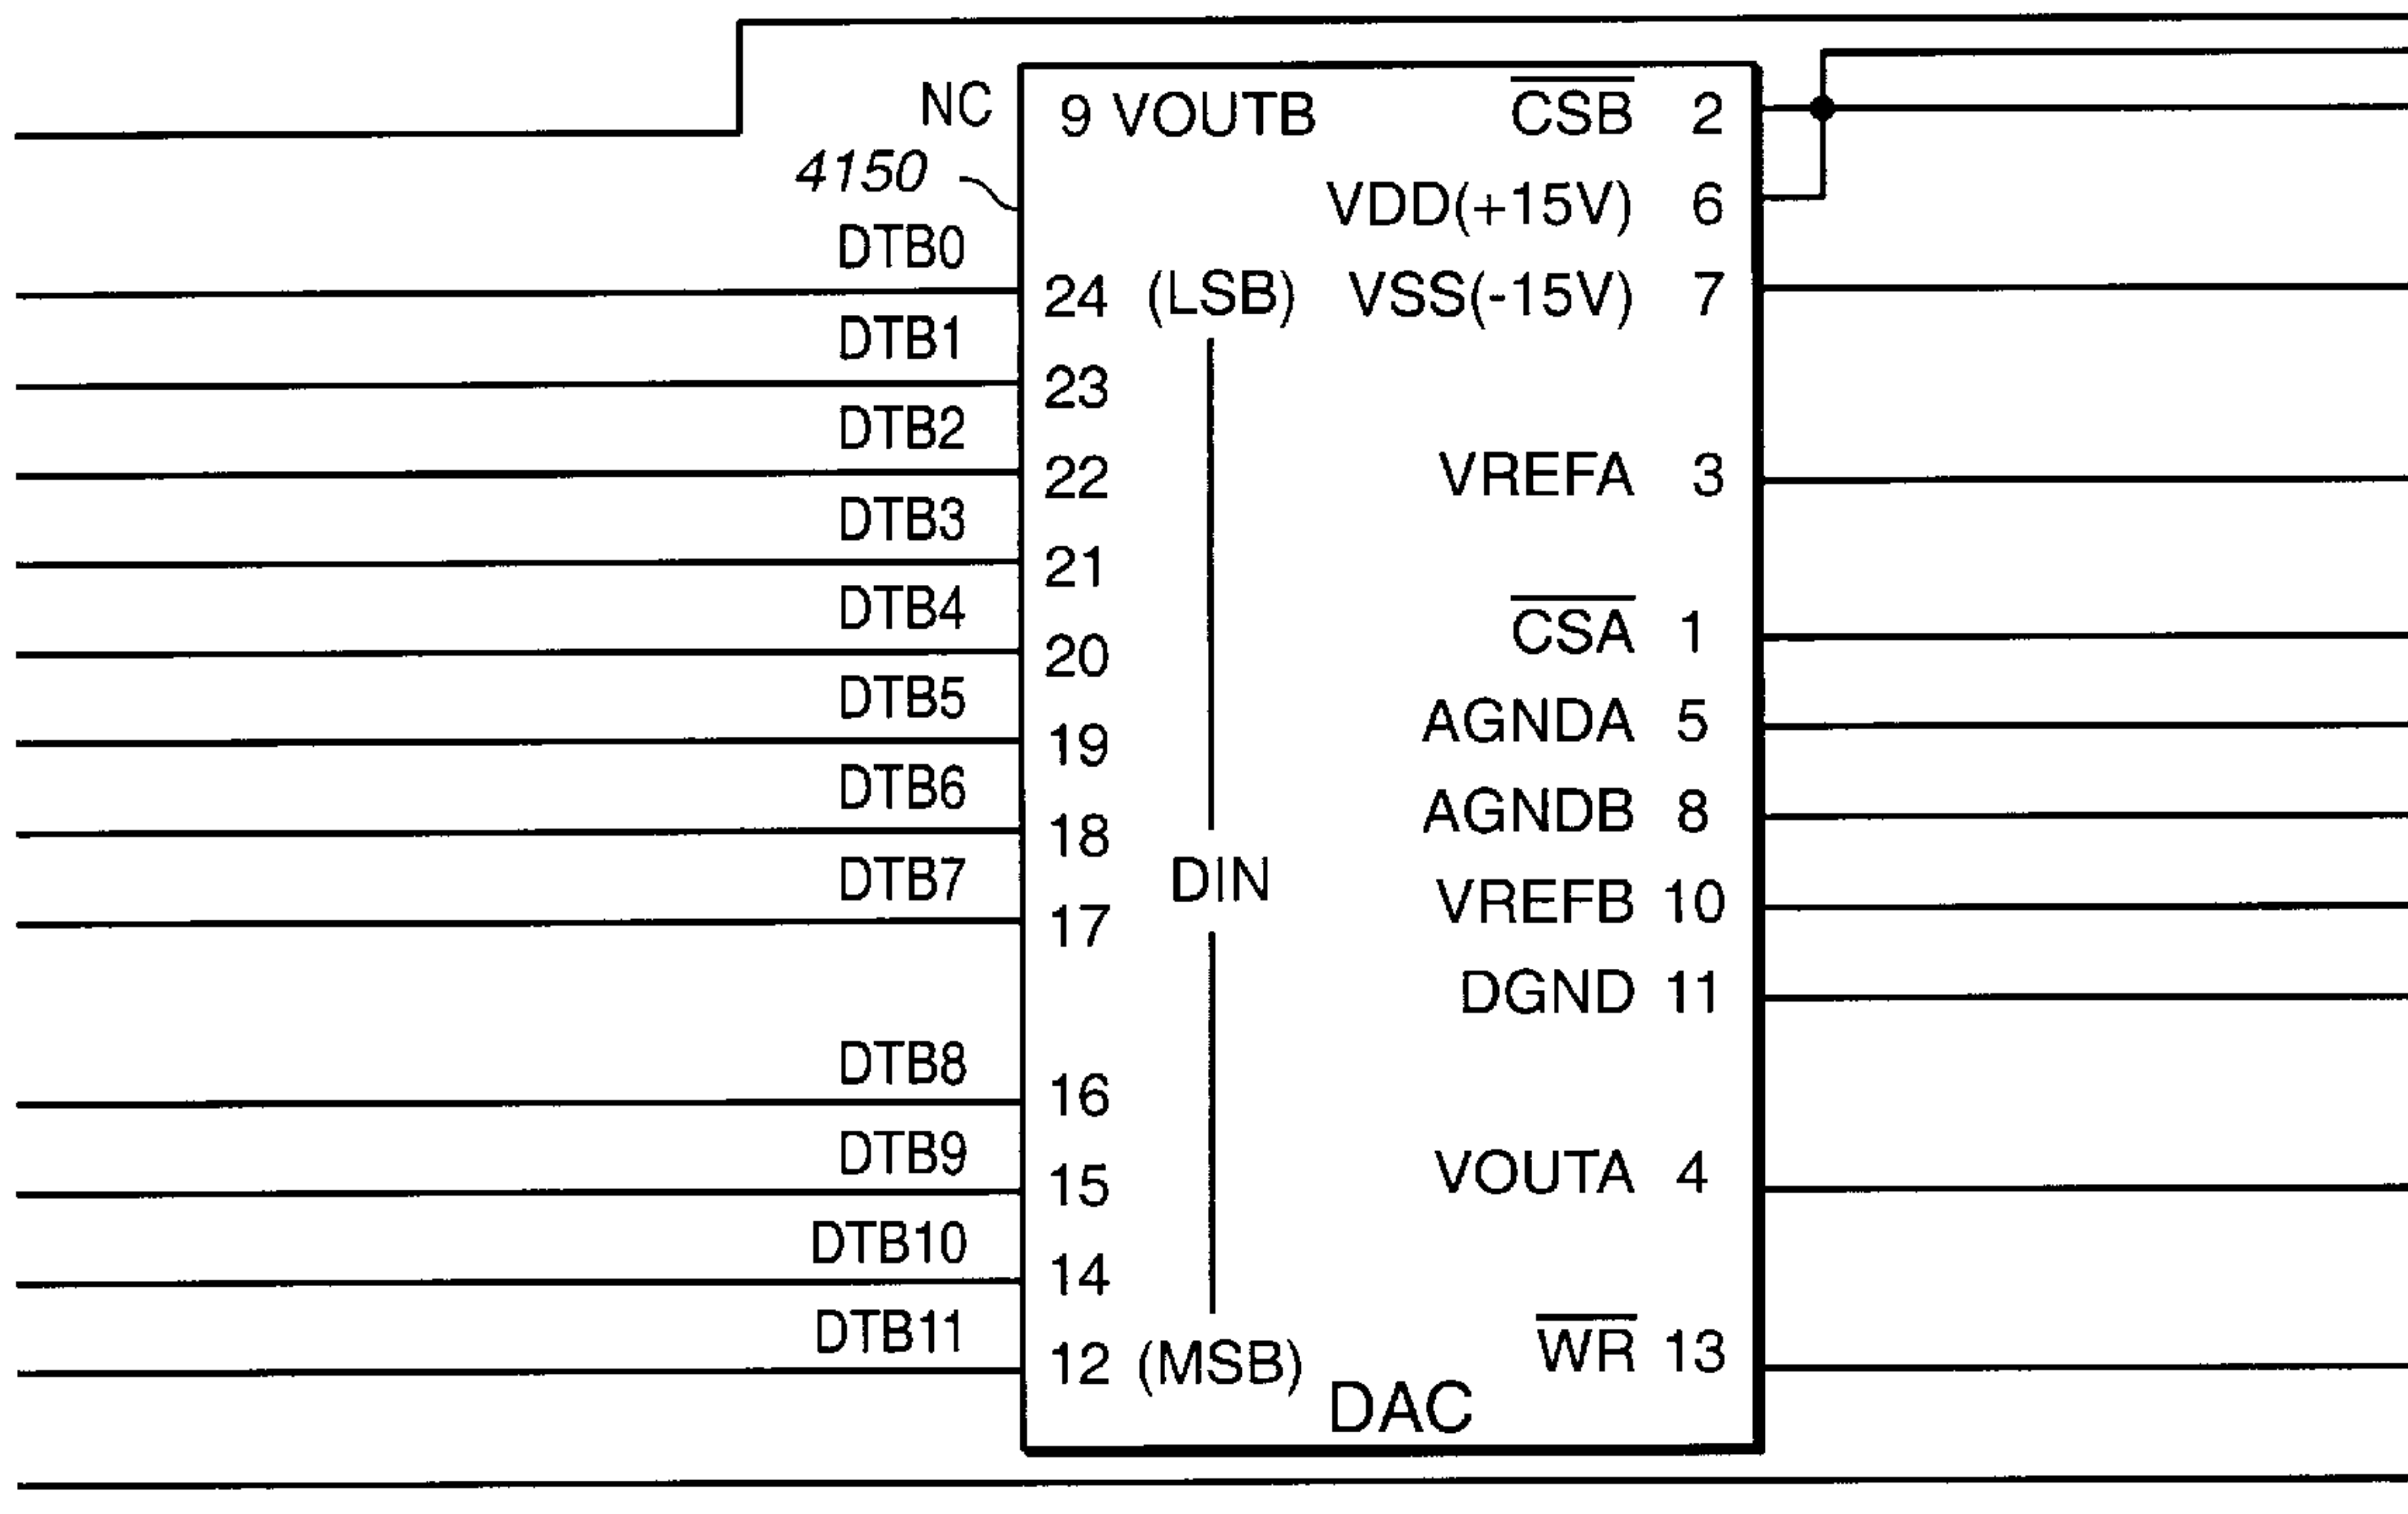 NC 9 VOUTB CSB 2
4150
VDD(+15V) 6
DTB0
24 (LSB) VSS(-15V) 7
DTB1
23
DTB2
22 VREFA 3
DTB3
21
DTB4
20 CSA 1
DTB5
19 AGNDA 5
DTB6
18 AGNDB 8
DTB7 DIN
17 VREFB 10
DGND 11
DTB8
16
DTB9
15 VOUTA 4
DTB10
14
DTB11
12 (MSB) WR 13
DAC